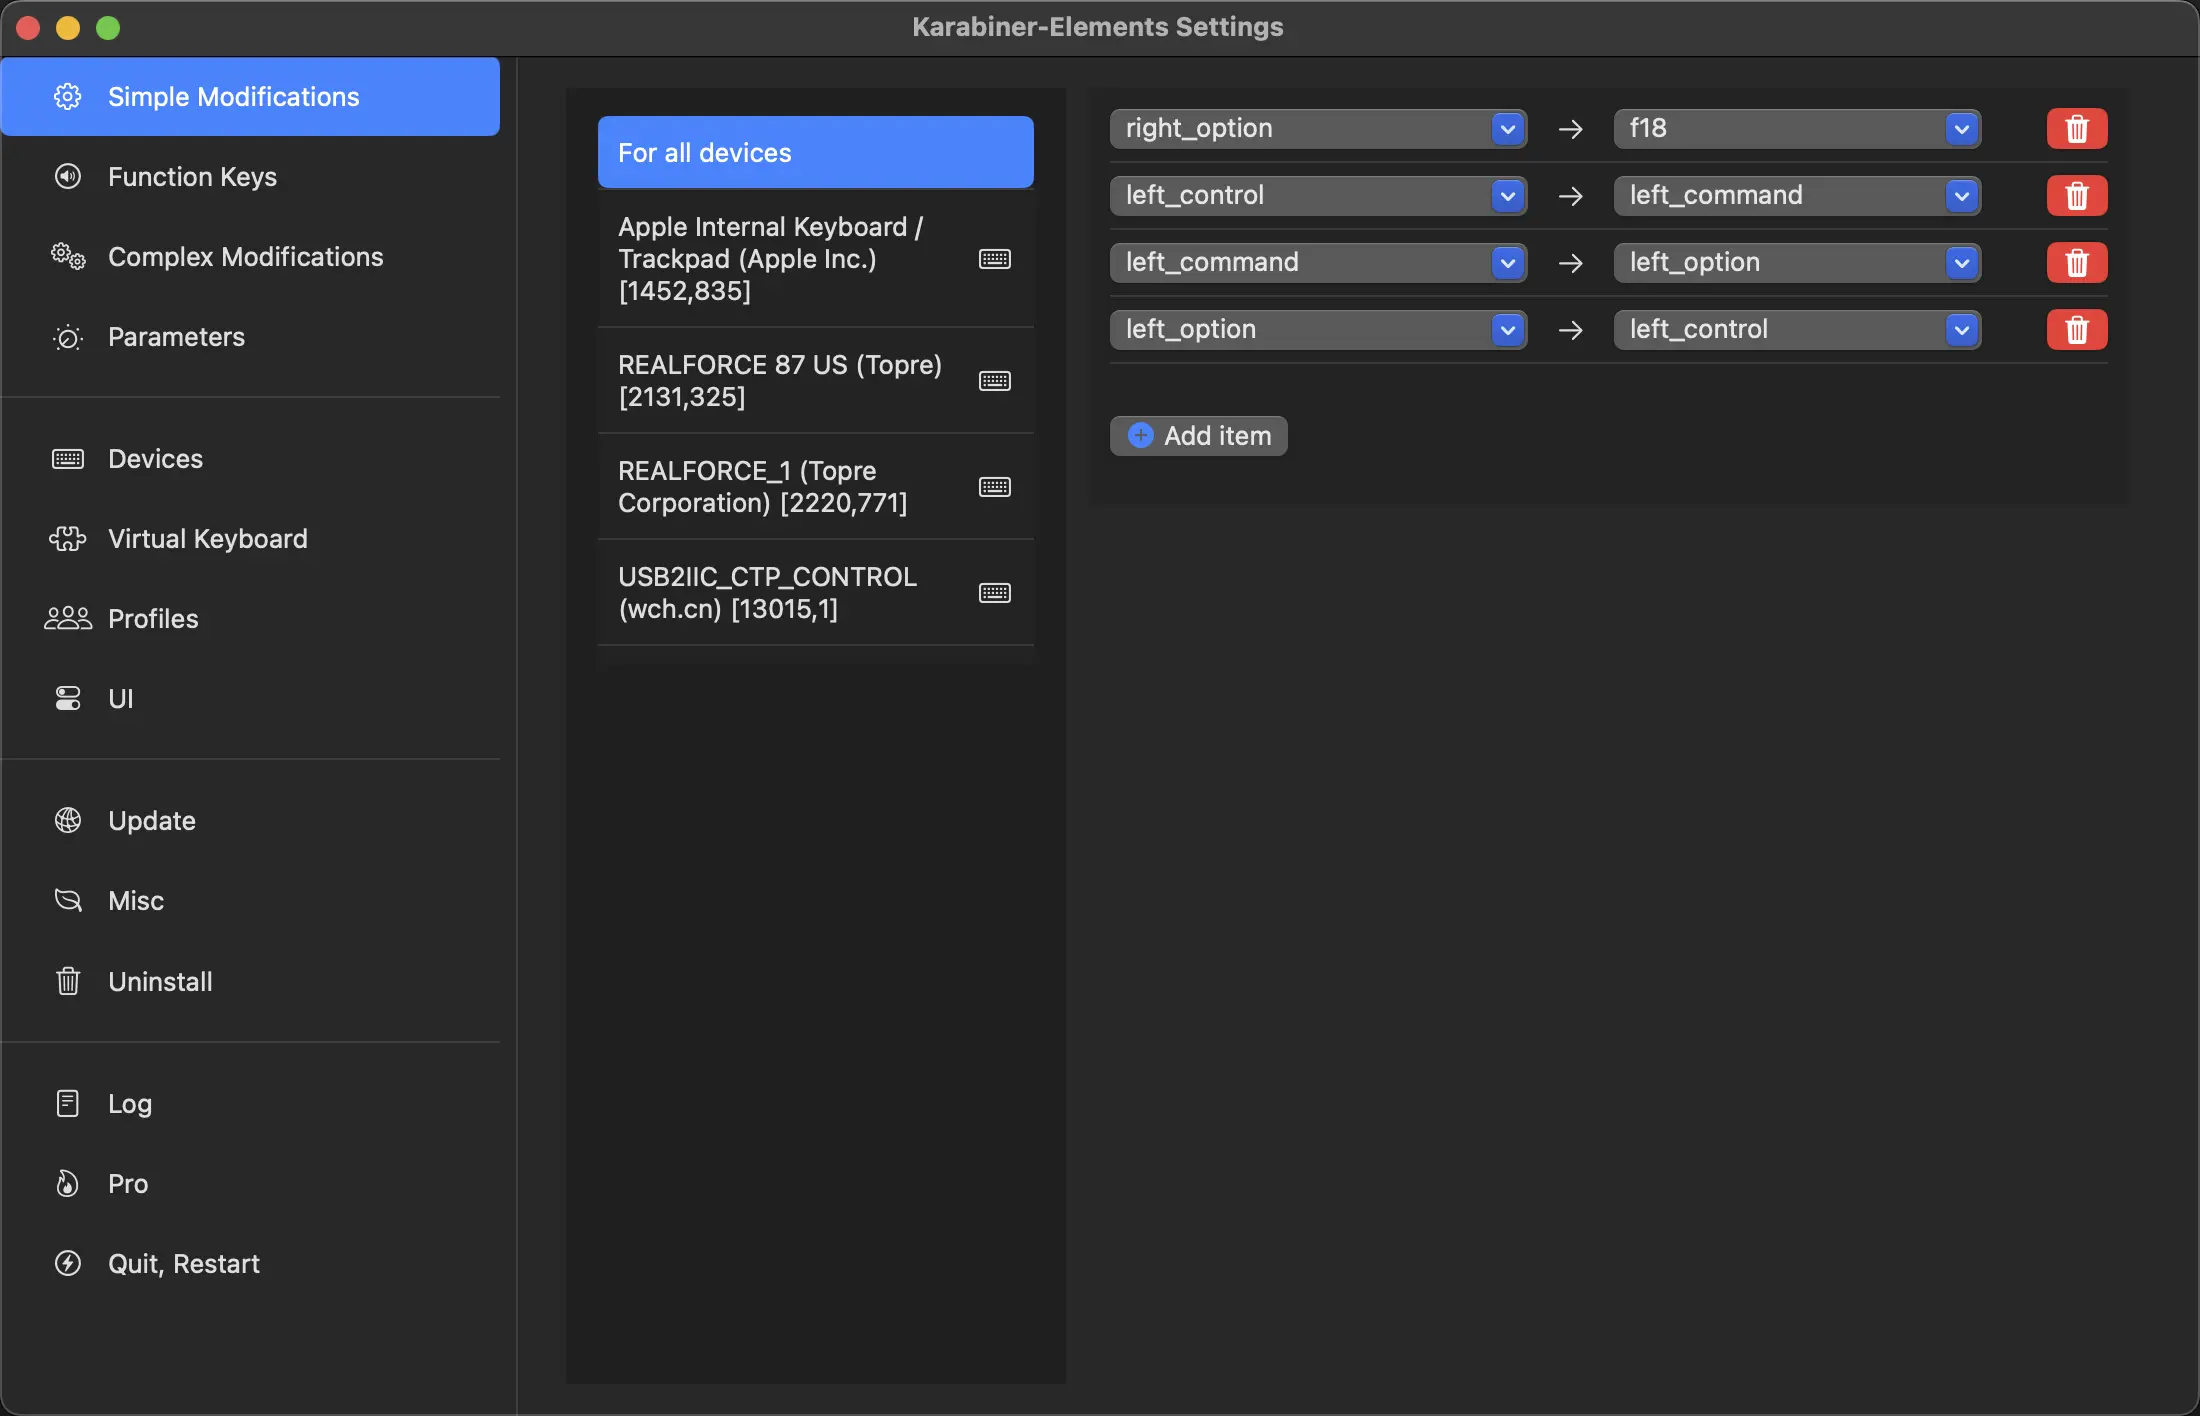 Karabiner-Elements Settings
Simple Modifications
Function Keys
Complex Modifications
Parameters
Devices
Virtual Keyboard
Profiles
UI
Update
Misc
Uninstall
Log
Pro
Quit, Restart
For all devices
Apple Internal Keyboard /
Trackpad (Apple Inc.)
[1452,835]
REALFORCE 87 US (Topre)
[2131,325]
REALFORCE_1 (Topre
Corporation) [2220,771]
USB2IIC_CTP_CONTROL
(wch.cn) [13015,1]
right_option → f18
left_control → left_command
left_command → left_option
left_option → left_control
Add item